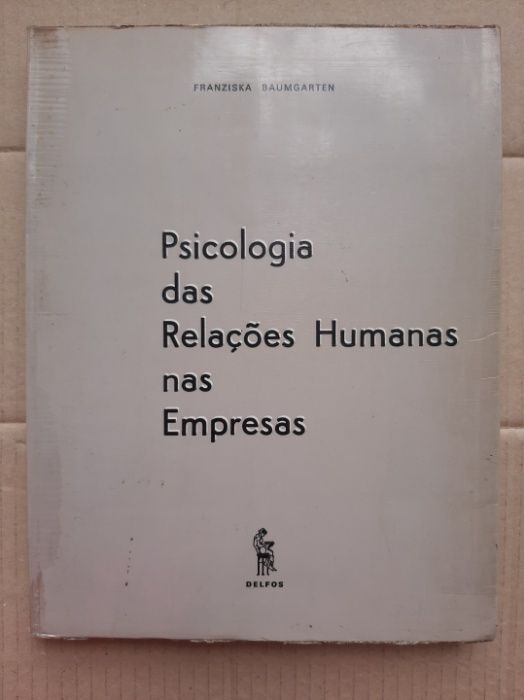 FRANZISKA BAUMGARTEN
Psicologia
das
Relações Humanas
nas
Empresas
DELFOS